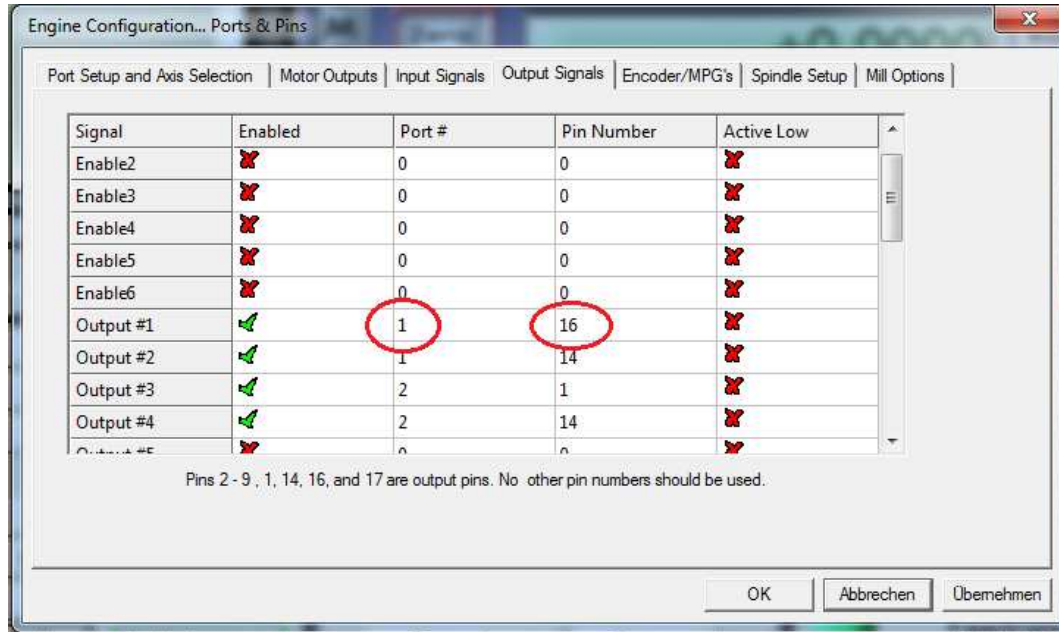 Engine Configuration... Ports & Pins
Port Setup and Axis Selection Motor Outputs Input Signals Output Signals Encoder/MPG's Spindle Setup Mill Options
Signal Enabled Port # Pin Number Active Low
Enable2 0 0
Enable3 0 0
Enable4 0 0
Enable5 0 0
Enable6 0 0
Output #1 1 16
Output #2 1 14
Output #3 2 1
Output #4 2 14
Output #5 0 0
Pins 2 - 9 , 1, 14, 16, and 17 are output pins. No other pin numbers should be used.
OK Abbrechen Übernehmen